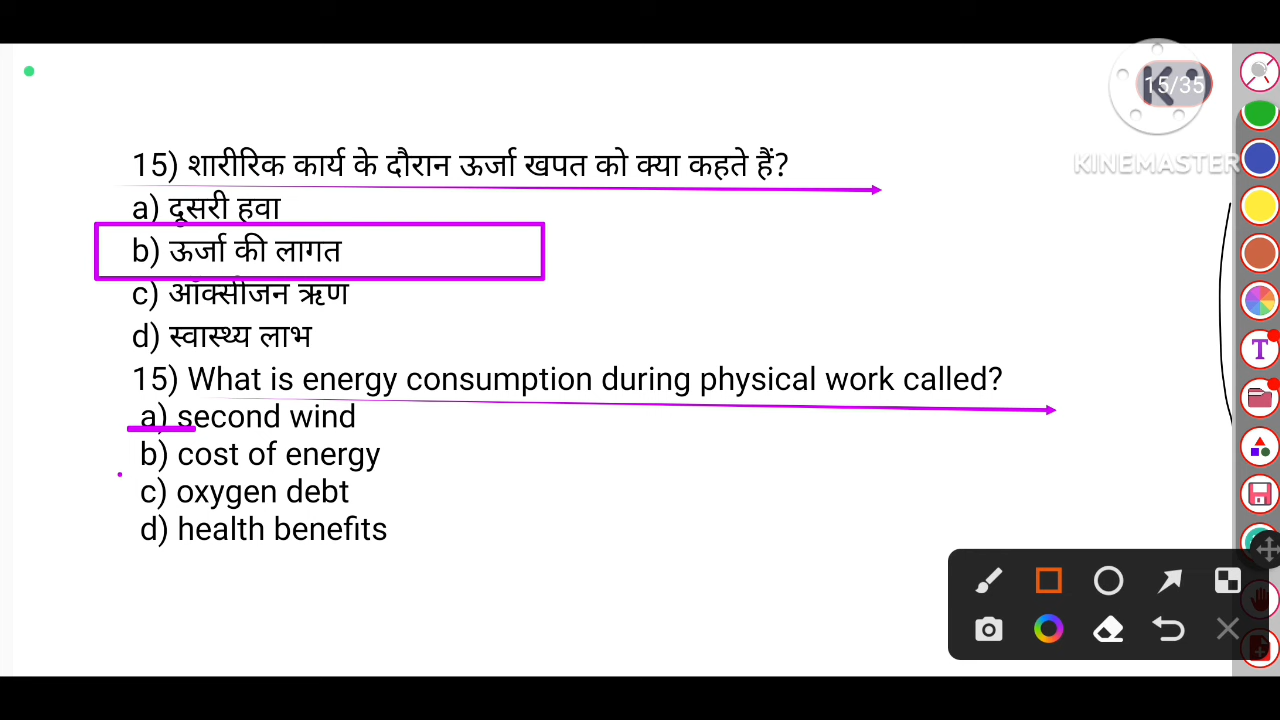 15/35
KINEMASTER
15) शारीरिक कार्य के दौरान ऊर्जा खपत को क्या कहते हैं?
a) दूसरी हवा
b) ऊर्जा की लागत
c) ऑक्सीजन ऋण
d) स्वास्थ्य लाभ
15) What is energy consumption during physical work called?
a) second wind
b) cost of energy
c) oxygen debt
d) health benefits
T